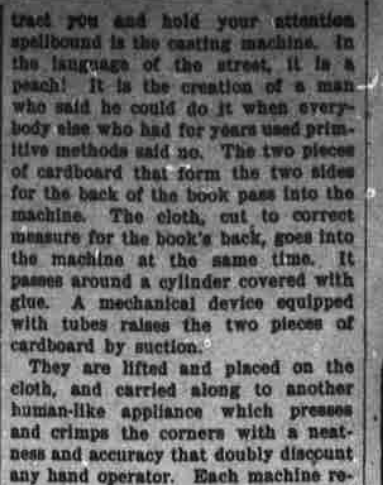 tract you and hold your attention
spellbound is the casting machine. In
the language of the street, it is a
peach! It is the creation of a man
who said he could do it when every-
body else who had for years used prim-
itive methods said no. The two pieces
of cardboard that form the two sides
for the back of the book pass into the
machine. The cloth, cut to correct
measure for the book's back, goes into
the machine at the same time. It
passes around a cylinder covered with
glue. A mechanical device equipped
with tubes raises the two pieces of
cardboard by suction.
They are lifted and placed on the
cloth, and carried along to another
human-like appliance which presses
and crimps the corners with a neat-
ness and accuracy that doubly discount
any hand operator. Each machine re-